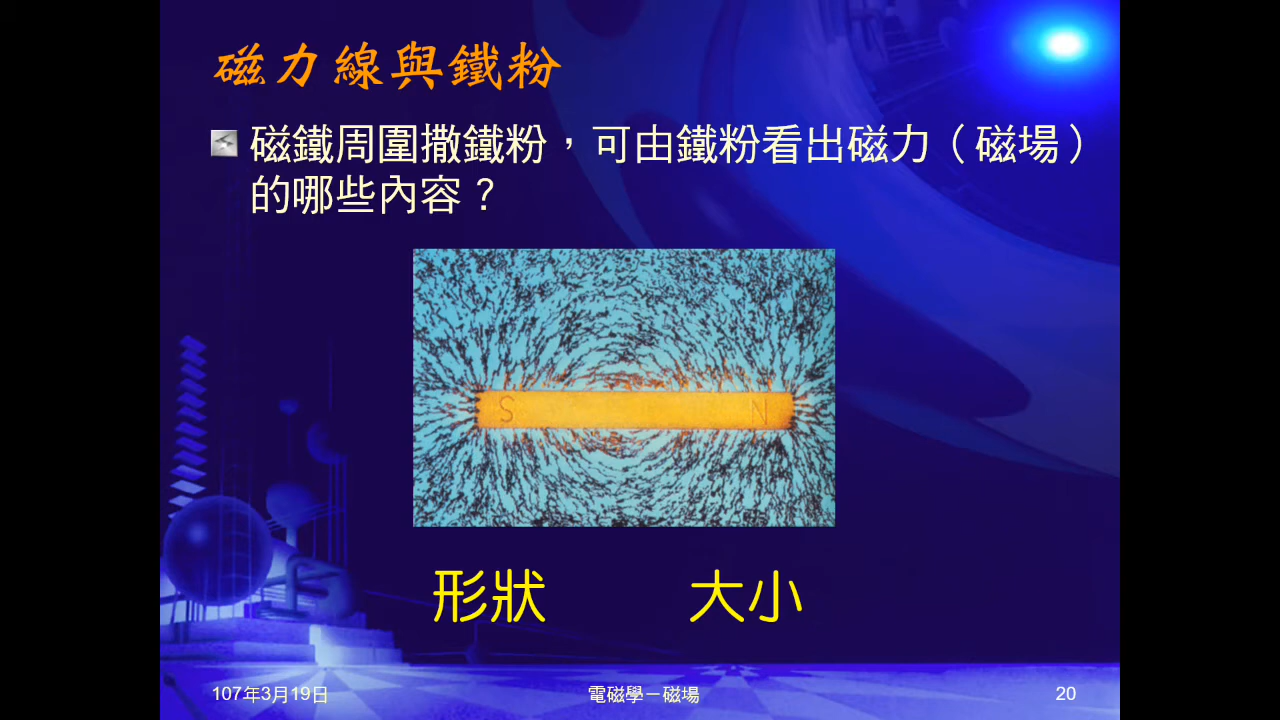 磁力線與鐵粉
磁鐵周圍撒鐵粉，可由鐵粉看出磁力（磁場）
的哪些內容？
S N
形狀 大小
107年3月19日 電磁學－磁場 20